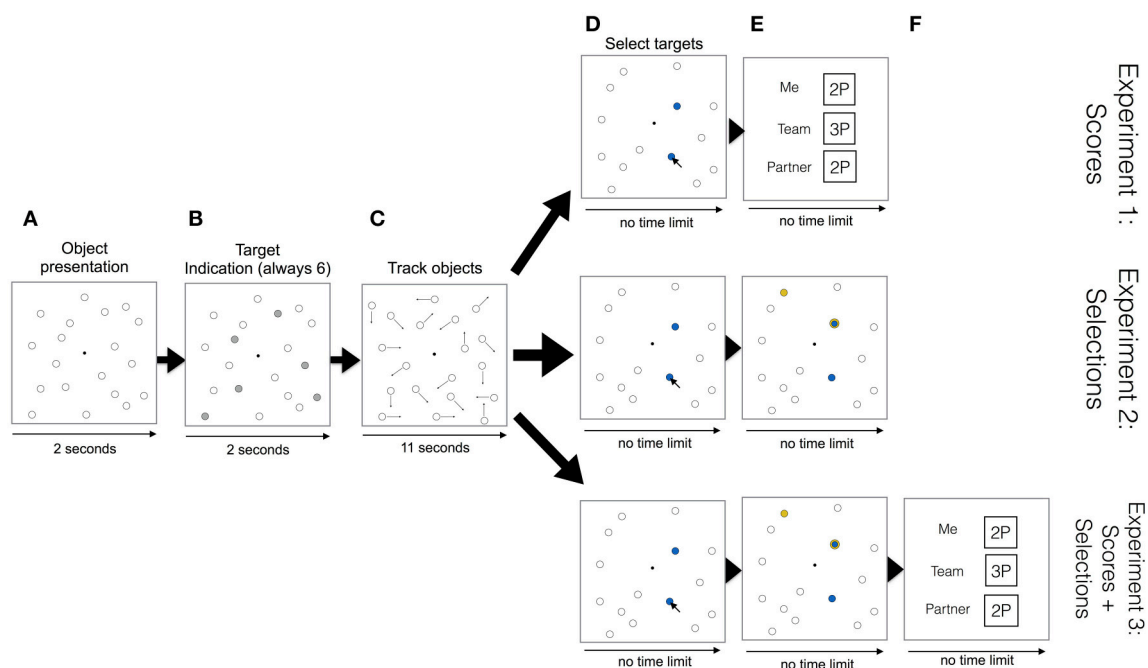 A
Object
presentation
2 seconds
B
Target
Indication (always 6)
2 seconds
C
Track objects
11 seconds
D
Select targets
no time limit
E
Me 2P
Team 3P
Partner 2P
no time limit
F
Experiment 1:
Scores
no time limit
no time limit
Experiment 2:
Selections
no time limit
no time limit
Me 2P
Team 3P
Partner 2P
no time limit
Experiment 3:
Scores +
Selections